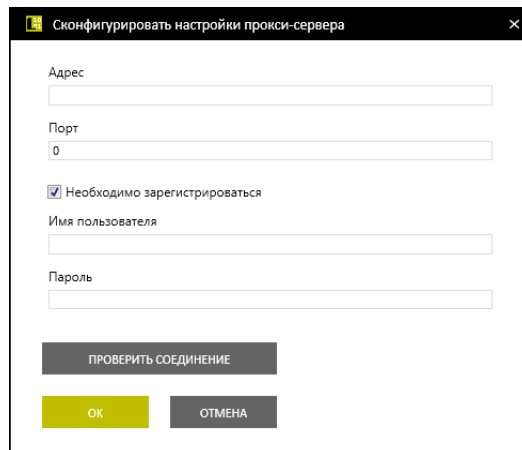 Сконфигурировать настройки прокси-сервера
Адрес
Порт
0
Необходимо зарегистрироваться
Имя пользователя
Пароль
ПРОВЕРИТЬ СОЕДИНЕНИЕ
ОК ОТМЕНА